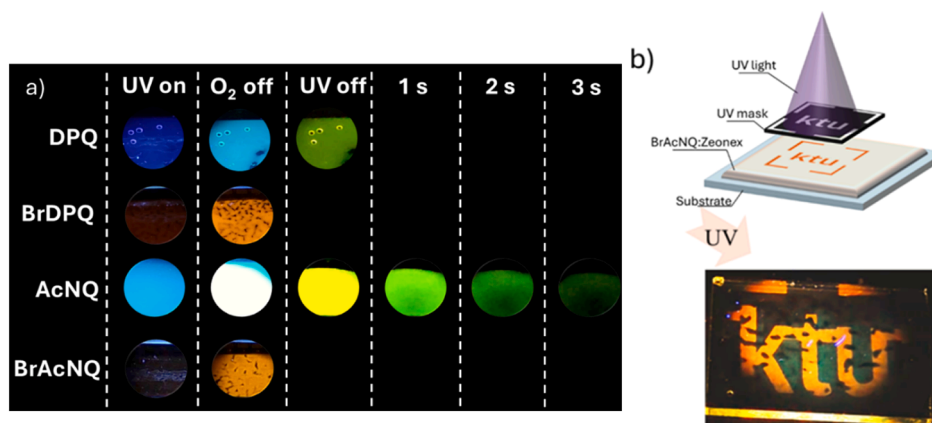 a)
UV on
O₂ off
UV off
1 s
2 s
3 s
DPQ
BrDPQ
AcNQ
BrAcNQ
b)
UV light
UV mask
ktu
BrAcNQ:Zeonex
ktu
Substrate
UV
ktu